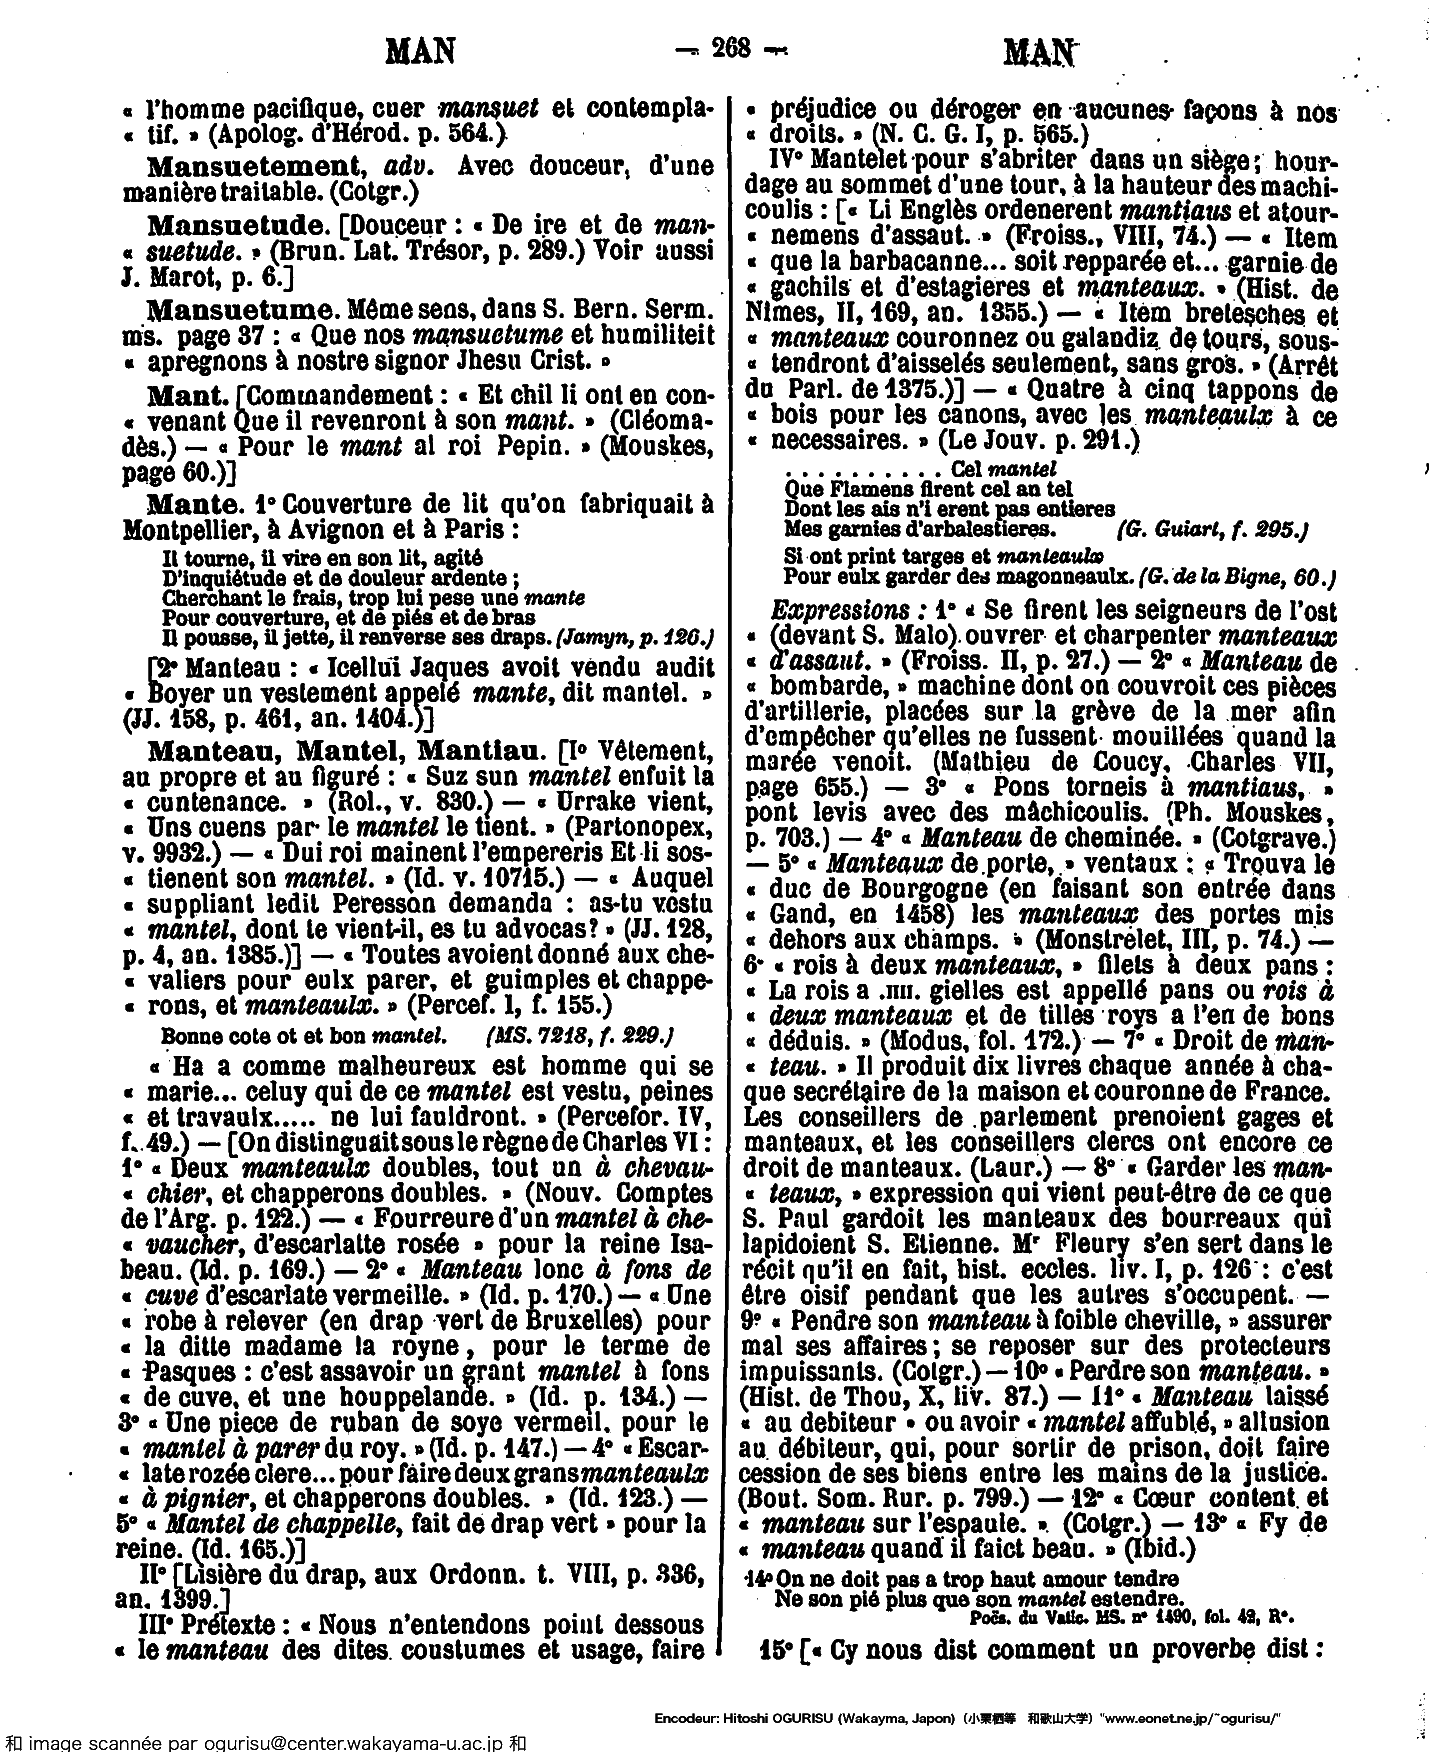 MAN — 268 — MAN
« l'homme pacifique, cuer mansuet et contempla-
« tif. » (Apolog. d'Hérod. p. 564.)
Mansuetement, adv. Avec douceur, d'une
manière traitable. (Cotgr.)
Mansuetude. [Douceur : « De ire et de man-
« suetude. » (Brun. Lat. Trésor, p. 289.) Voir aussi
J. Marot, p. 6.]
Mansuetume. Même sens, dans S. Bern. Serm.
ms. page 37 : « Que nos mansuetume et humiliteit
« apregnons à nostre signor Jhesu Crist. »
Mant. [Commandement : « Et chil li ont en con-
« venant Que il revenront à son mant. » (Cléoma-
dès.) — « Pour le mant al roi Pepin. » (Mouskes,
page 60.)]
Mante. 1° Couverture de lit qu'on fabriquait à
Montpellier, à Avignon et à Paris :
Il tourne, il vire en son lit, agité
D'inquiétude et de douleur ardente ;
Cherchant le frais, trop lui pese une mante
Pour couverture, et de piés et de bras
Il pousse, il jette, il renverse ses draps. (Jamyn, p. 126.)
[2° Manteau : « Icellui Jaques avoit vendu audit
« Boyer un vestement appelé mante, dit mantel. »
(JJ. 158, p. 461, an. 1404.)]
Manteau, Mantel, Mantiau. [I° Vêtement,
au propre et au figuré : « Suz sun mantel enfuit la
« cuntenance. » (Rol., v. 830.) — « Urrake vient,
« Uns cuens par le mantel le tient. » (Partonopex,
v. 9932.) — « Dui roi mainent l'empereris Et li sos-
« tienent son mantel. » (Id. v. 10715.) — « Auquel
« suppliant ledit Peresson demanda : as-tu vestu
« mantel, dont te vient-il, es tu advocas? » (JJ. 128,
p. 4, an. 1385.)] — « Toutes avoient donné aux che-
« valiers pour eulx parer, et guimples et chappe-
« rons, et manteaulx. » (Percef. I, f. 155.)
Bonne cote ot et bon mantel. (MS. 7218, f. 229.)
« Ha a comme malheureux est homme qui se
« marie... celuy qui de ce mantel est vestu, peines
« et travaulx..... ne lui fauldront. » (Percefor. IV,
f. 49.) — [On distinguait sous le règne de Charles VI :
1° « Deux manteaulx doubles, tout un à chevau-
« chier, et chapperons doubles. » (Nouv. Comptes
de l'Arg. p. 122.) — « Fourreure d'un mantel à che-
« vaucher, d'escarlatte rosée » pour la reine Isa-
beau. (Id. p. 169.) — 2° « Manteau lonc à fons de
« cuve d'escarlate vermeille. » (Id. p. 170.) — « Une
« robe à relever (en drap vert de Bruxelles) pour
« la ditte madame la royne, pour le terme de
« Pasques : c'est assavoir un grant mantel à fons
« de cuve, et une houppelande. » (Id. p. 134.) —
3° « Une piece de ruban de soye vermeil, pour le
« mantel à parer du roy. » (Id. p. 147.) — 4° « Escar-
« late rozée clere... pour faire deux grans manteaulx
« à pignier, et chapperons doubles. » (Id. 123.) —
5° « Mantel de chappelle, fait de drap vert » pour la
reine. (Id. 165.)]
II° [Lisière du drap, aux Ordonn. t. VIII, p. 336,
an. 1399.]
III° Prétexte : « Nous n'entendons point dessous
« le manteau des dites coustumes et usage, faire
« préjudice ou déroger en aucunes façons à nos
« droits. » (N. C. G. I, p. 565.)
IV° Mantelet pour s'abriter dans un siège ; hour-
dage au sommet d'une tour, à la hauteur des machi-
coulis : [« Li Englès ordenerent mantiaus et atour-
« nemens d'assaut. » (Froiss., VIII, 74.) — « Item
« que la barbacanne... soit repparée et... garnie de
« gachils et d'estagieres et manteaux. » (Hist. de
Nîmes, II, 169, an. 1355.) — « Item bretesches et
« manteaux couronnez ou galandiz de tours, sous-
« tendront d'aisselés seulement, sans gros. » (Arrêt
du Parl. de 1375.)] — « Quatre à cinq tappons de
« bois pour les canons, avec les manteaulx à ce
« necessaires. » (Le Jouv. p. 291.)
. . . . . . . . . . Cel mantel
Que Flamens firent cel an tel
Dont les ais n'i erent pas entieres
Mes garnies d'arbalestieres. (G. Guiart, f. 295.)
Si ont print targes et manteaulx
Pour eulx garder des magonneaulx. (G. de la Bigne, 60.)
Expressions : 1° « Se firent les seigneurs de l'ost
« (devant S. Malo) ouvrer et charpenter manteaux
« d'assaut. » (Froiss. II, p. 27.) — 2° « Manteau de
« bombarde, » machine dont on couvroit ces pièces
d'artillerie, placées sur la grève de la mer afin
d'empêcher qu'elles ne fussent mouillées quand la
marée venoit. (Mathieu de Coucy, Charles VII,
page 655.) — 3° « Pons torneis à mantiaus, »
pont levis avec des mâchicoulis. (Ph. Mouskes,
p. 703.) — 4° « Manteau de cheminée. » (Cotgrave.)
— 5° « Manteaux de porte, » ventaux : « Trouva le
« duc de Bourgogne (en faisant son entrée dans
« Gand, en 1458) les manteaux des portes mis
« dehors aux champs. » (Monstrelet, III, p. 74.) —
6° « rois à deux manteaux, » filets à deux pans :
« La rois a .IIII. gielles est appellé pans ou rois à
« deux manteaux et de tilles roys a l'en de bons
« déduis. » (Modus, fol. 172.) — 7° « Droit de man-
« teau. » Il produit dix livres chaque année à cha-
que secrétaire de la maison et couronne de France.
Les conseillers de parlement prenoient gages et
manteaux, et les conseillers clercs ont encore ce
droit de manteaux. (Laur.) — 8° « Garder les man-
« teaux, » expression qui vient peut-être de ce que
S. Paul gardoit les manteaux des bourreaux qui
lapidoient S. Etienne. Mr Fleury s'en sert dans le
récit qu'il en fait, hist. eccles. liv. I, p. 126 : c'est
être oisif pendant que les autres s'occupent. —
9° « Pendre son manteau à foible cheville, » assurer
mal ses affaires ; se reposer sur des protecteurs
impuissants. (Cotgr.) — 10° « Perdre son manteau. »
(Hist. de Thou, X, liv. 87.) — 11° « Manteau laissé
« au debiteur » ou avoir « mantel affublé, » allusion
au débiteur, qui, pour sortir de prison, doit faire
cession de ses biens entre les mains de la justice.
(Bout. Som. Rur. p. 799.) — 12° « Cœur content et
« manteau sur l'espaule. » (Cotgr.) — 13° « Fy de
« manteau quand il faict beau. » (Ibid.)
14° On ne doit pas a trop haut amour tendre
Ne son pié plus que son mantel estendre.
Poës. du Vatic. MS. n° 1490, fol. 42, R°.
15° [« Cy nous dist comment un proverbe dist :
Encodeur: Hitoshi OGURISU (Wakayma, Japon) (小栗栖等 和歌山大学) "www.eonet.ne.jp/~ogurisu/"
和 image scannée par ogurisu@center.wakayama-u.ac.jp 和